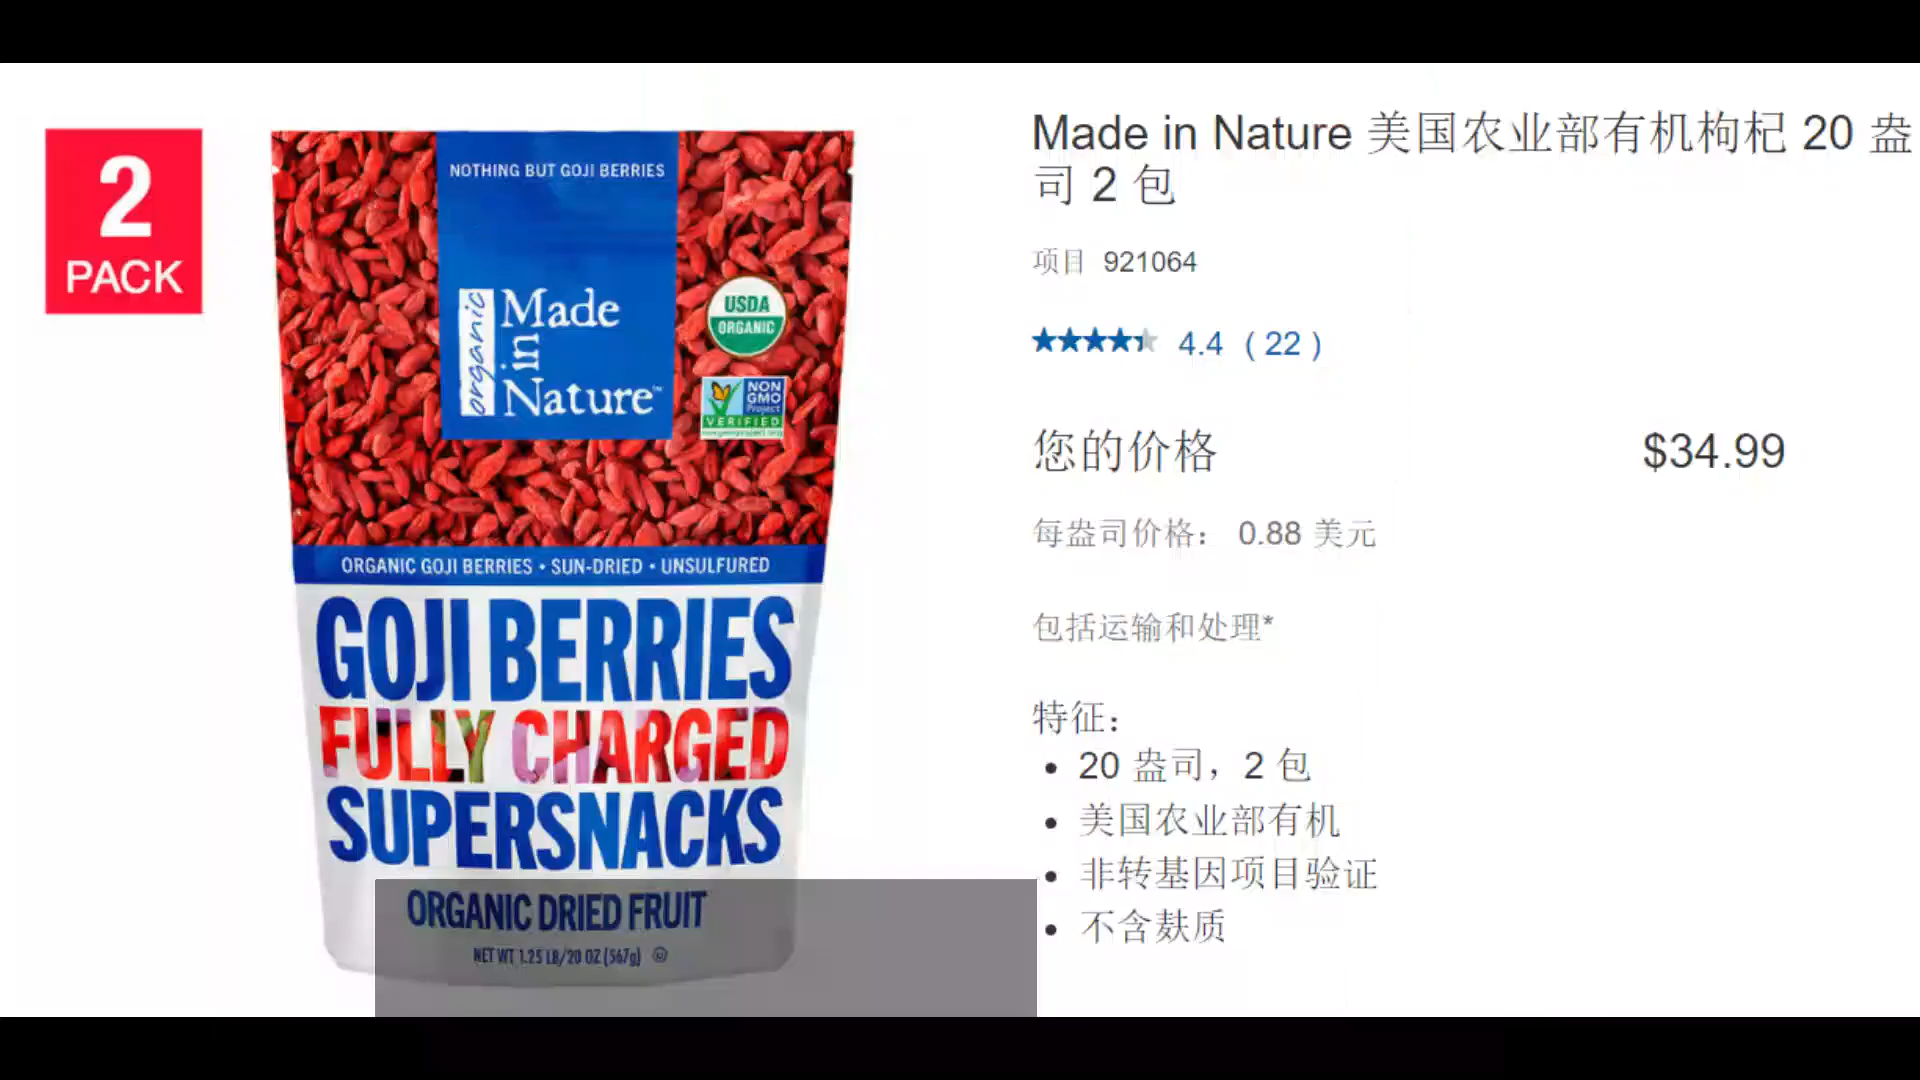 2
PACK
NOTHING BUT GOJI BERRIES
organic
Made
in
Nature™
USDA
ORGANIC
NON
GMO
Project
VERIFIED
ORGANIC GOJI BERRIES • SUN-DRIED • UNSULFURED
GOJI BERRIES
FULLY CHARGED
SUPERSNACKS
ORGANIC DRIED FRUIT
NET WT 1.25 LB/20 OZ (567g)
Made in Nature 美国农业部有机枸杞 20 盎
司 2 包
项目 921064
4.4 ( 22 )
您的价格 $34.99
每盎司价格： 0.88 美元
包括运输和处理*
特征：
• 20 盎司，2 包
• 美国农业部有机
• 非转基因项目验证
• 不含麸质